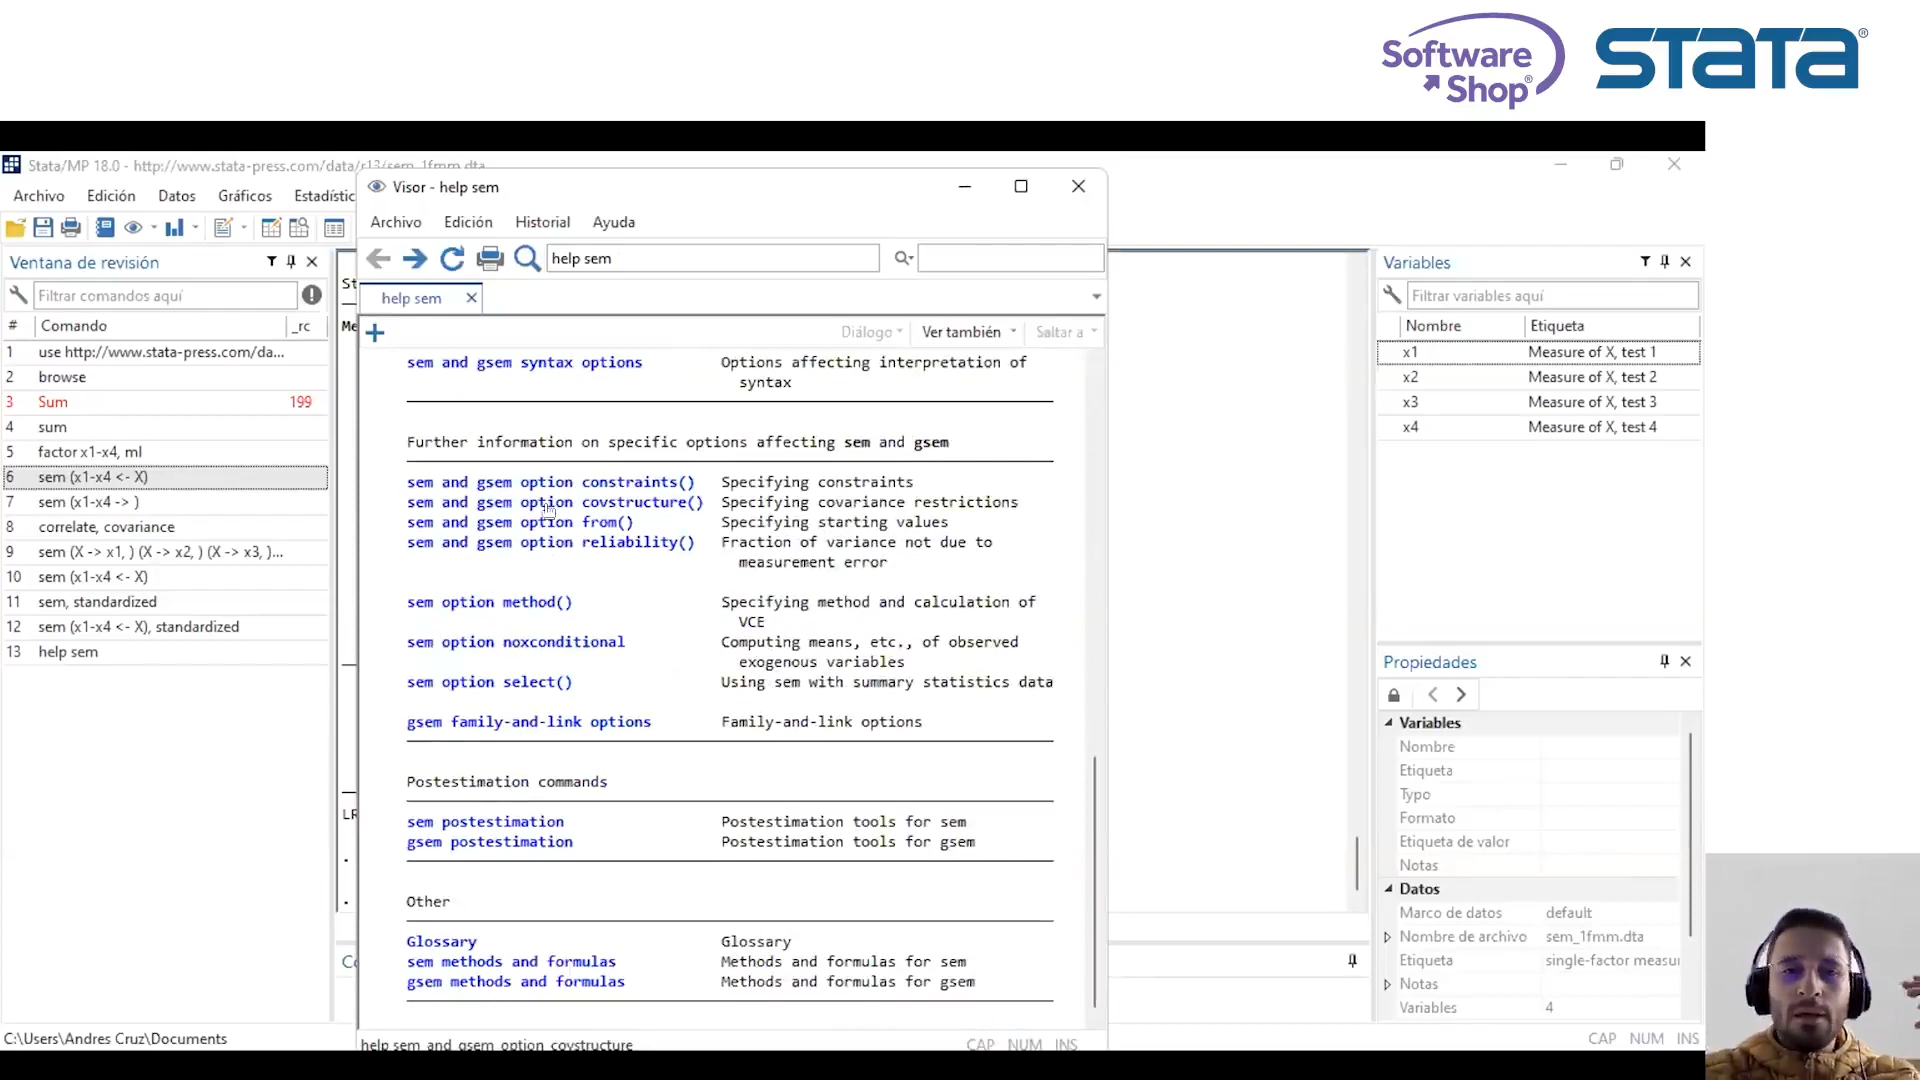 Software
Shop®
STATA®
Stata/MP 18.0 - http://www.stata-press.com/data/r13/sem_1fmm.dta
Archivo Edición Datos Gráficos Estadístic
Visor - help sem
Archivo Edición Historial Ayuda
help sem
help sem
Diálogo Ver también Saltar a
Ventana de revisión
Filtrar comandos aquí
# Comando _rc
1 use http://www.stata-press.com/da...
2 browse
3 Sum 199
4 sum
5 factor x1-x4, ml
6 sem (x1-x4 <- X)
7 sem (x1-x4 -> )
8 correlate, covariance
9 sem (X -> x1, ) (X -> x2, ) (X -> x3, )...
10 sem (x1-x4 <- X)
11 sem, standardized
12 sem (x1-x4 <- X), standardized
13 help sem
St
Me
LR
Co
sem and gsem syntax options Options affecting interpretation of
syntax
Further information on specific options affecting sem and gsem
sem and gsem option constraints() Specifying constraints
sem and gsem option covstructure() Specifying covariance restrictions
sem and gsem option from() Specifying starting values
sem and gsem option reliability() Fraction of variance not due to
measurement error
sem option method() Specifying method and calculation of
VCE
sem option noxconditional Computing means, etc., of observed
exogenous variables
sem option select() Using sem with summary statistics data
gsem family-and-link options Family-and-link options
Postestimation commands
sem postestimation Postestimation tools for sem
gsem postestimation Postestimation tools for gsem
Other
Glossary Glossary
sem methods and formulas Methods and formulas for sem
gsem methods and formulas Methods and formulas for gsem
help sem_and_gsem_option_covstructure CAP NUM INS
Variables
Filtrar variables aquí
Nombre Etiqueta
x1 Measure of X, test 1
x2 Measure of X, test 2
x3 Measure of X, test 3
x4 Measure of X, test 4
Propiedades
Variables
Nombre
Etiqueta
Typo
Formato
Etiqueta de valor
Notas
Datos
Marco de datos default
Nombre de archivo sem_1fmm.dta
Etiqueta single-factor measur
Notas
Variables 4
C:\Users\Andres Cruz\Documents
CAP NUM INS